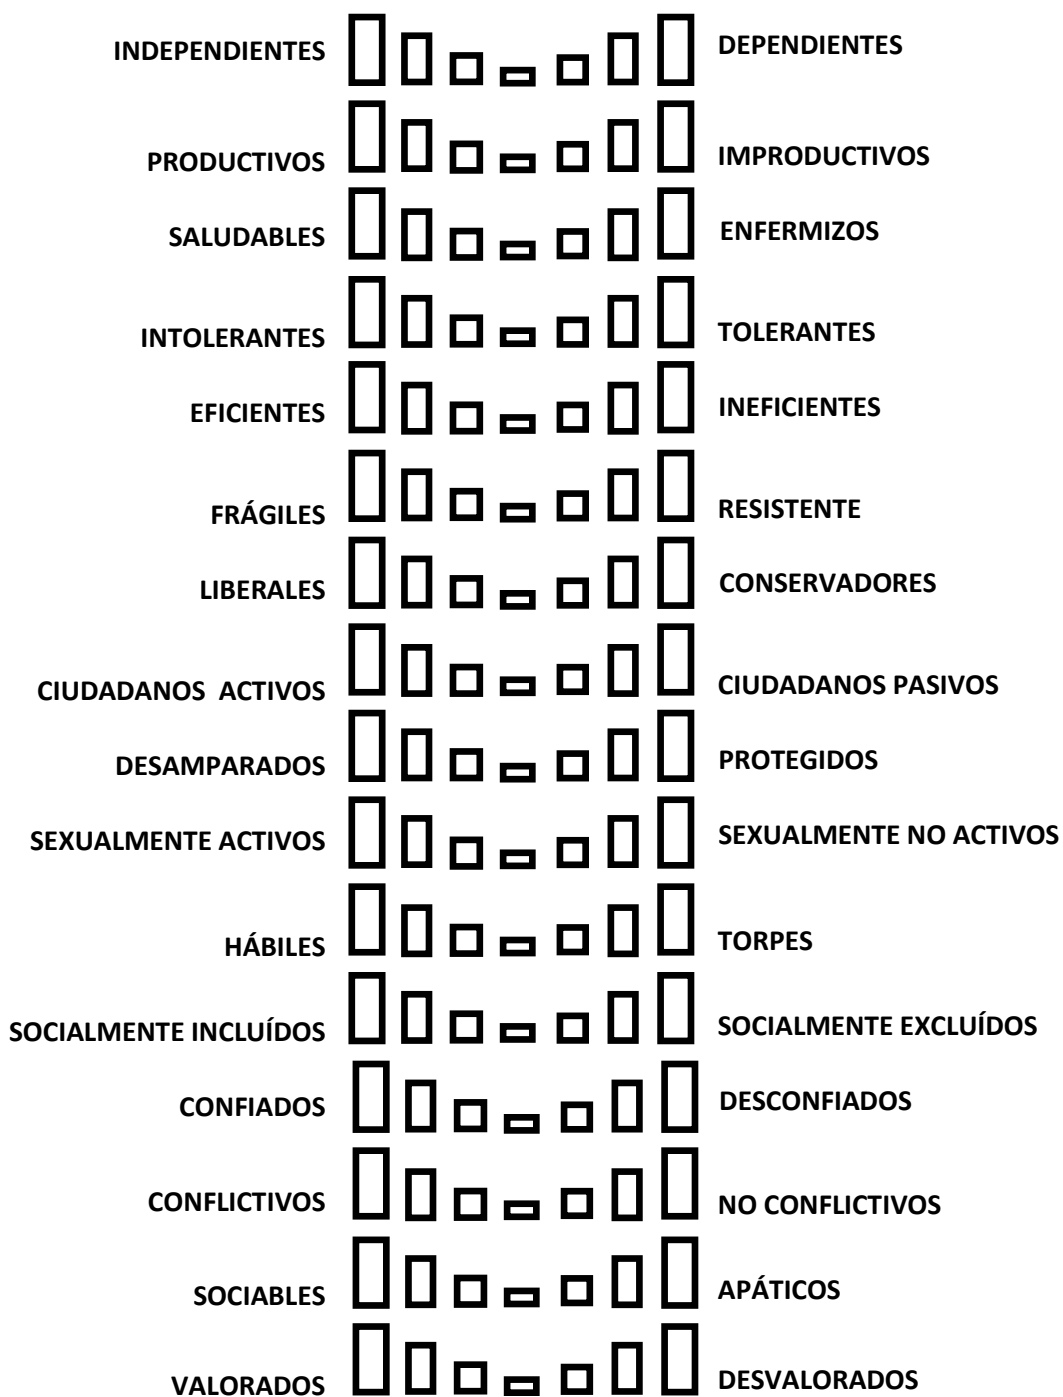 INDEPENDIENTES DEPENDIENTES
PRODUCTIVOS IMPRODUCTIVOS
SALUDABLES ENFERMIZOS
INTOLERANTES TOLERANTES
EFICIENTES INEFICIENTES
FRÁGILES RESISTENTE
LIBERALES CONSERVADORES
CIUDADANOS ACTIVOS CIUDADANOS PASIVOS
DESAMPARADOS PROTEGIDOS
SEXUALMENTE ACTIVOS SEXUALMENTE NO ACTIVOS
HÁBILES TORPES
SOCIALMENTE INCLUÍDOS SOCIALMENTE EXCLUÍDOS
CONFIADOS DESCONFIADOS
CONFLICTIVOS NO CONFLICTIVOS
SOCIABLES APÁTICOS
VALORADOS DESVALORADOS